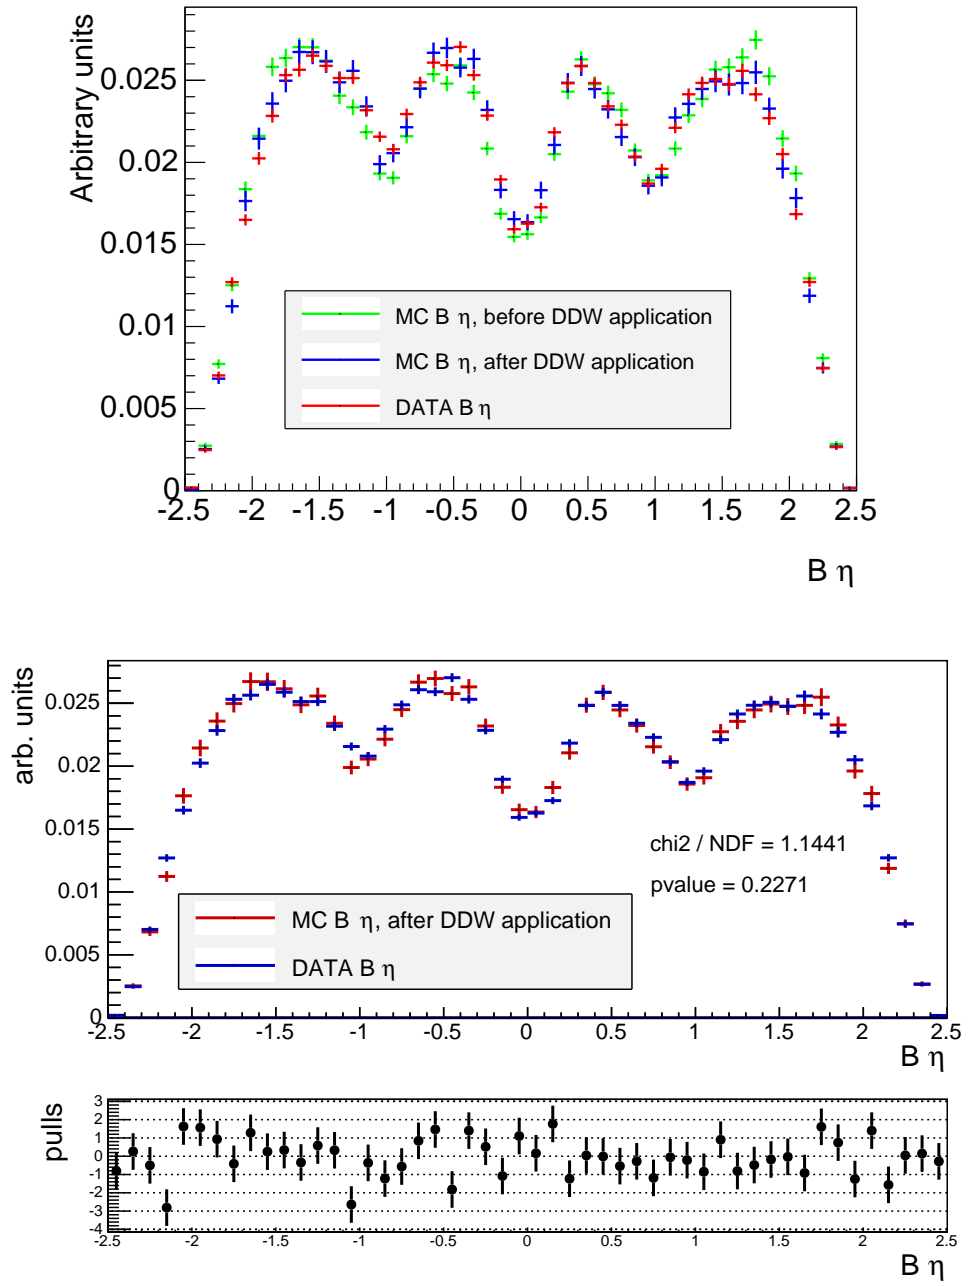 Arbitrary units
0.025
0.02
0.015
0.01
0.005
0
-2.5 -2 -1.5 -1 -0.5 0 0.5 1 1.5 2 2.5
B η
MC B η, before DDW application
MC B η, after DDW application
DATA B η
arb. units
0.025
0.02
0.015
0.01
0.005
0
-2.5 -2 -1.5 -1 -0.5 0 0.5 1 1.5 2 2.5
B η
chi2 / NDF = 1.1441
pvalue = 0.2271
MC B η, after DDW application
DATA B η
pulls
3
2
1
0
-1
-2
-3
-4
-2.5 -2 -1.5 -1 -0.5 0 0.5 1 1.5 2 2.5
B η